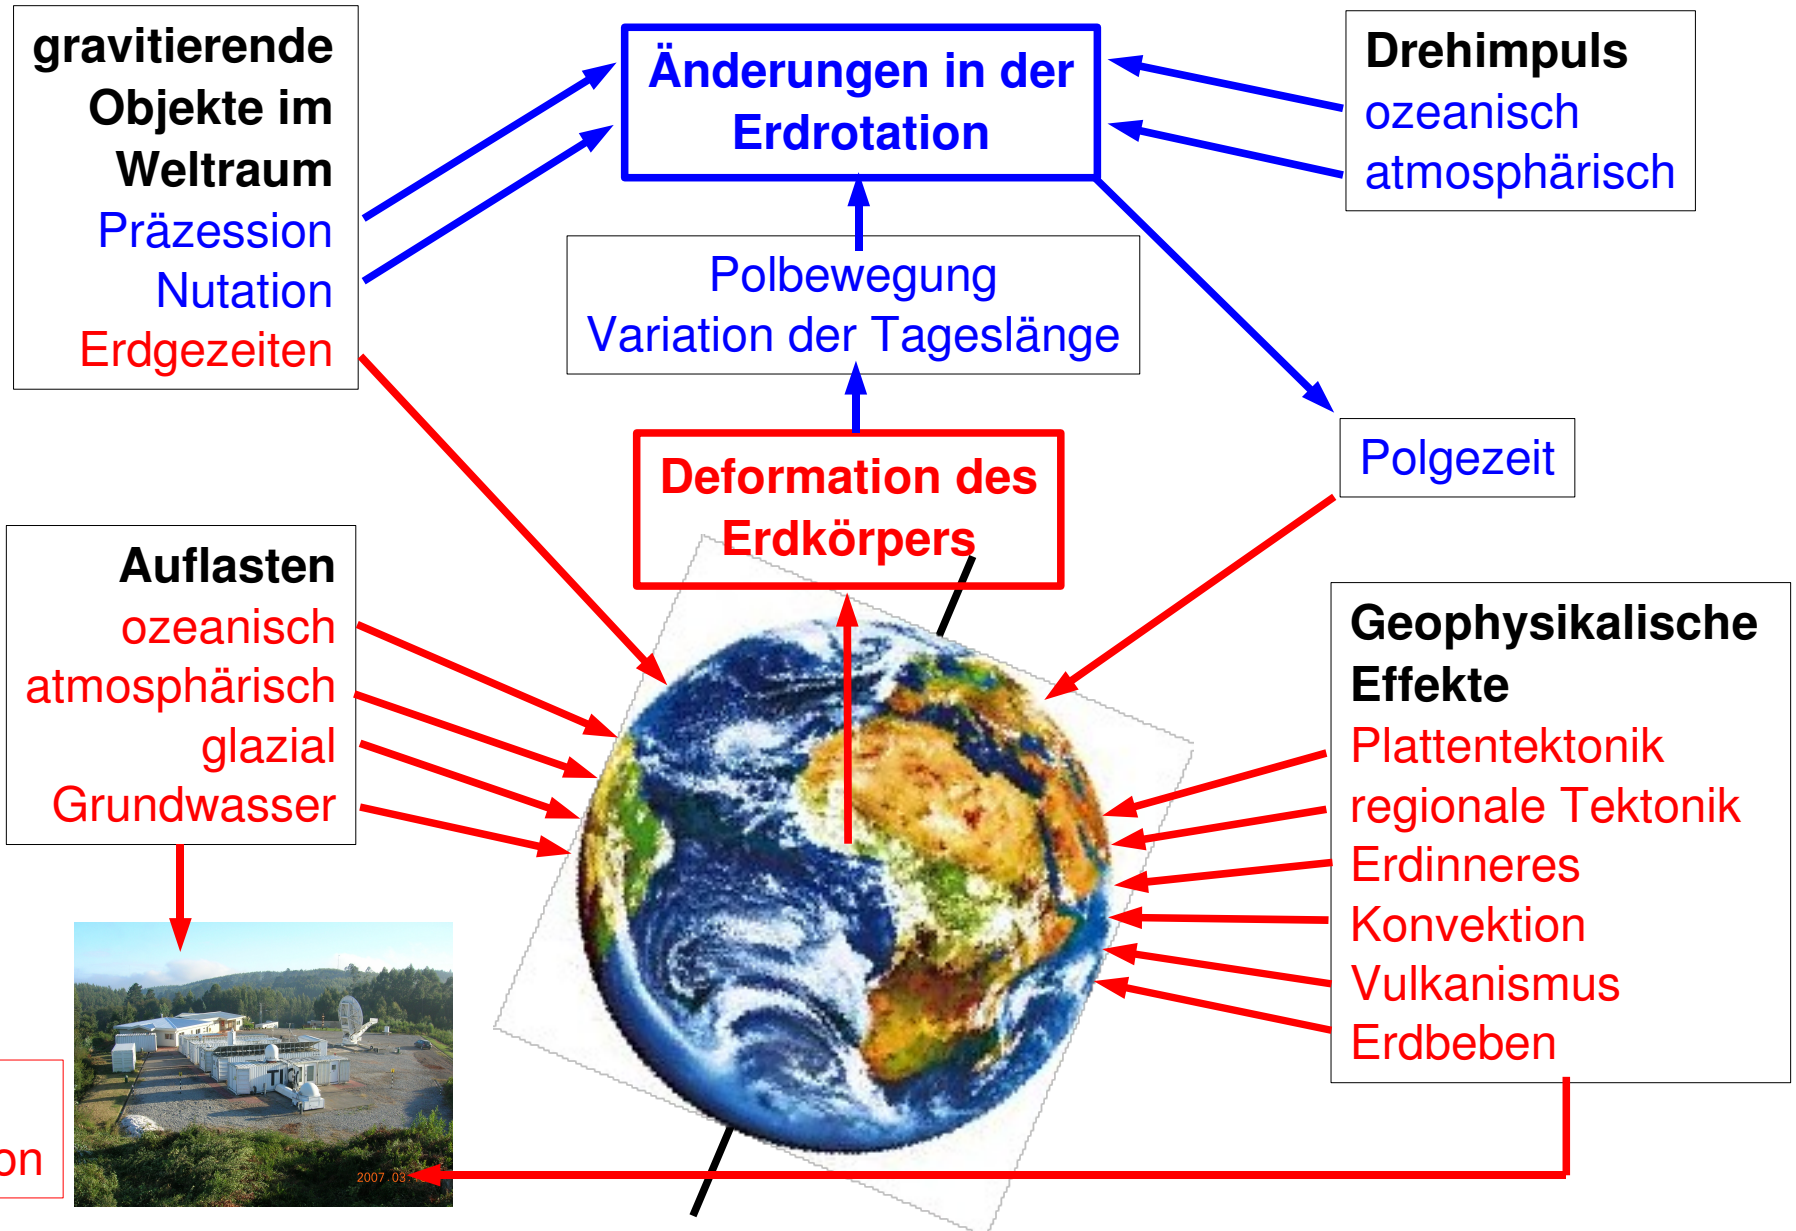 gravitierende
Objekte im
Weltraum
Präzession
Nutation
Erdgezeiten
Änderungen in der
Erdrotation
Drehimpuls
ozeanisch
atmosphärisch
Polbewegung
Variation der Tageslänge
Deformation des
Erdkörpers
Polgezeit
Auflasten
ozeanisch
atmosphärisch
glazial
Grundwasser
Geophysikalische
Effekte
Plattentektonik
regionale Tektonik
Erdinneres
Konvektion
Vulkanismus
Erdbeben
on
2007